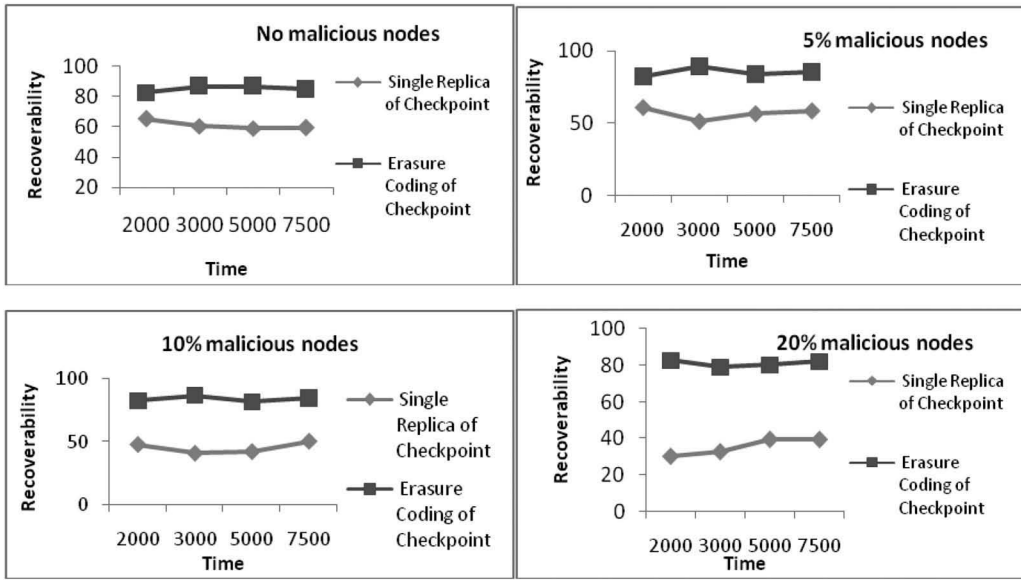 No malicious nodes
Recoverability
100
80
60
40
20
2000 3000 5000 7500
Time
Single Replica
of Checkpoint
Erasure
Coding of
Checkpoint
5% malicious nodes
Recoverability
100
50
0
2000 3000 5000 7500
Time
Single Replica
of Checkpoint
Erasure
Coding of
Checkpoint
10% malicious nodes
Recoverability
100
50
0
2000 3000 5000 7500
Time
Single
Replica of
Checkpoint
Erasure
Coding of
Checkpoint
20% malicious nodes
Recoverability
100
80
60
40
20
0
2000 3000 5000 7500
Time
Single Replica
of Checkpoint
Erasure
Coding of
Checkpoint